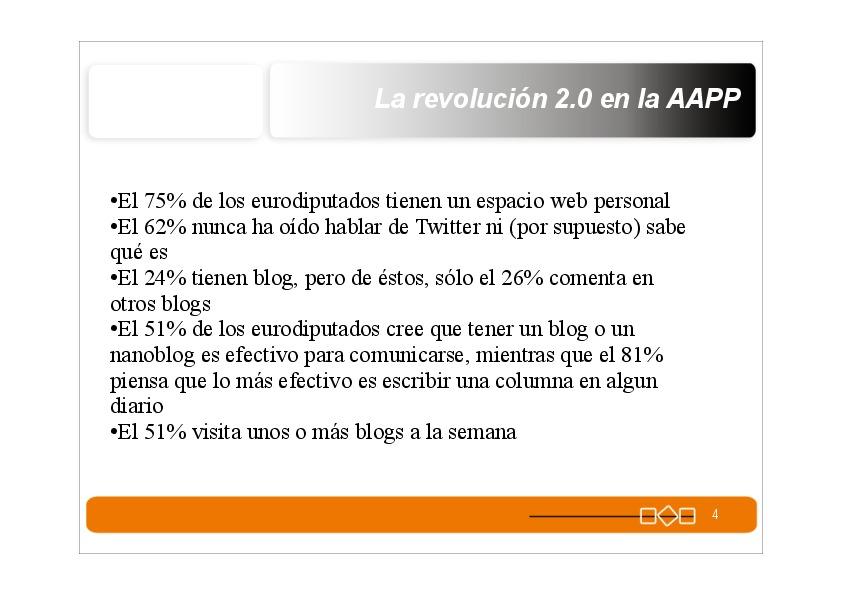 La revolución 2.0 en la AAPP
•El 75% de los eurodiputados tienen un espacio web personal
•El 62% nunca ha oído hablar de Twitter ni (por supuesto) sabe
qué es
•El 24% tienen blog, pero de éstos, sólo el 26% comenta en
otros blogs
•El 51% de los eurodiputados cree que tener un blog o un
nanoblog es efectivo para comunicarse, mientras que el 81%
piensa que lo más efectivo es escribir una columna en algun
diario
•El 51% visita unos o más blogs a la semana
4